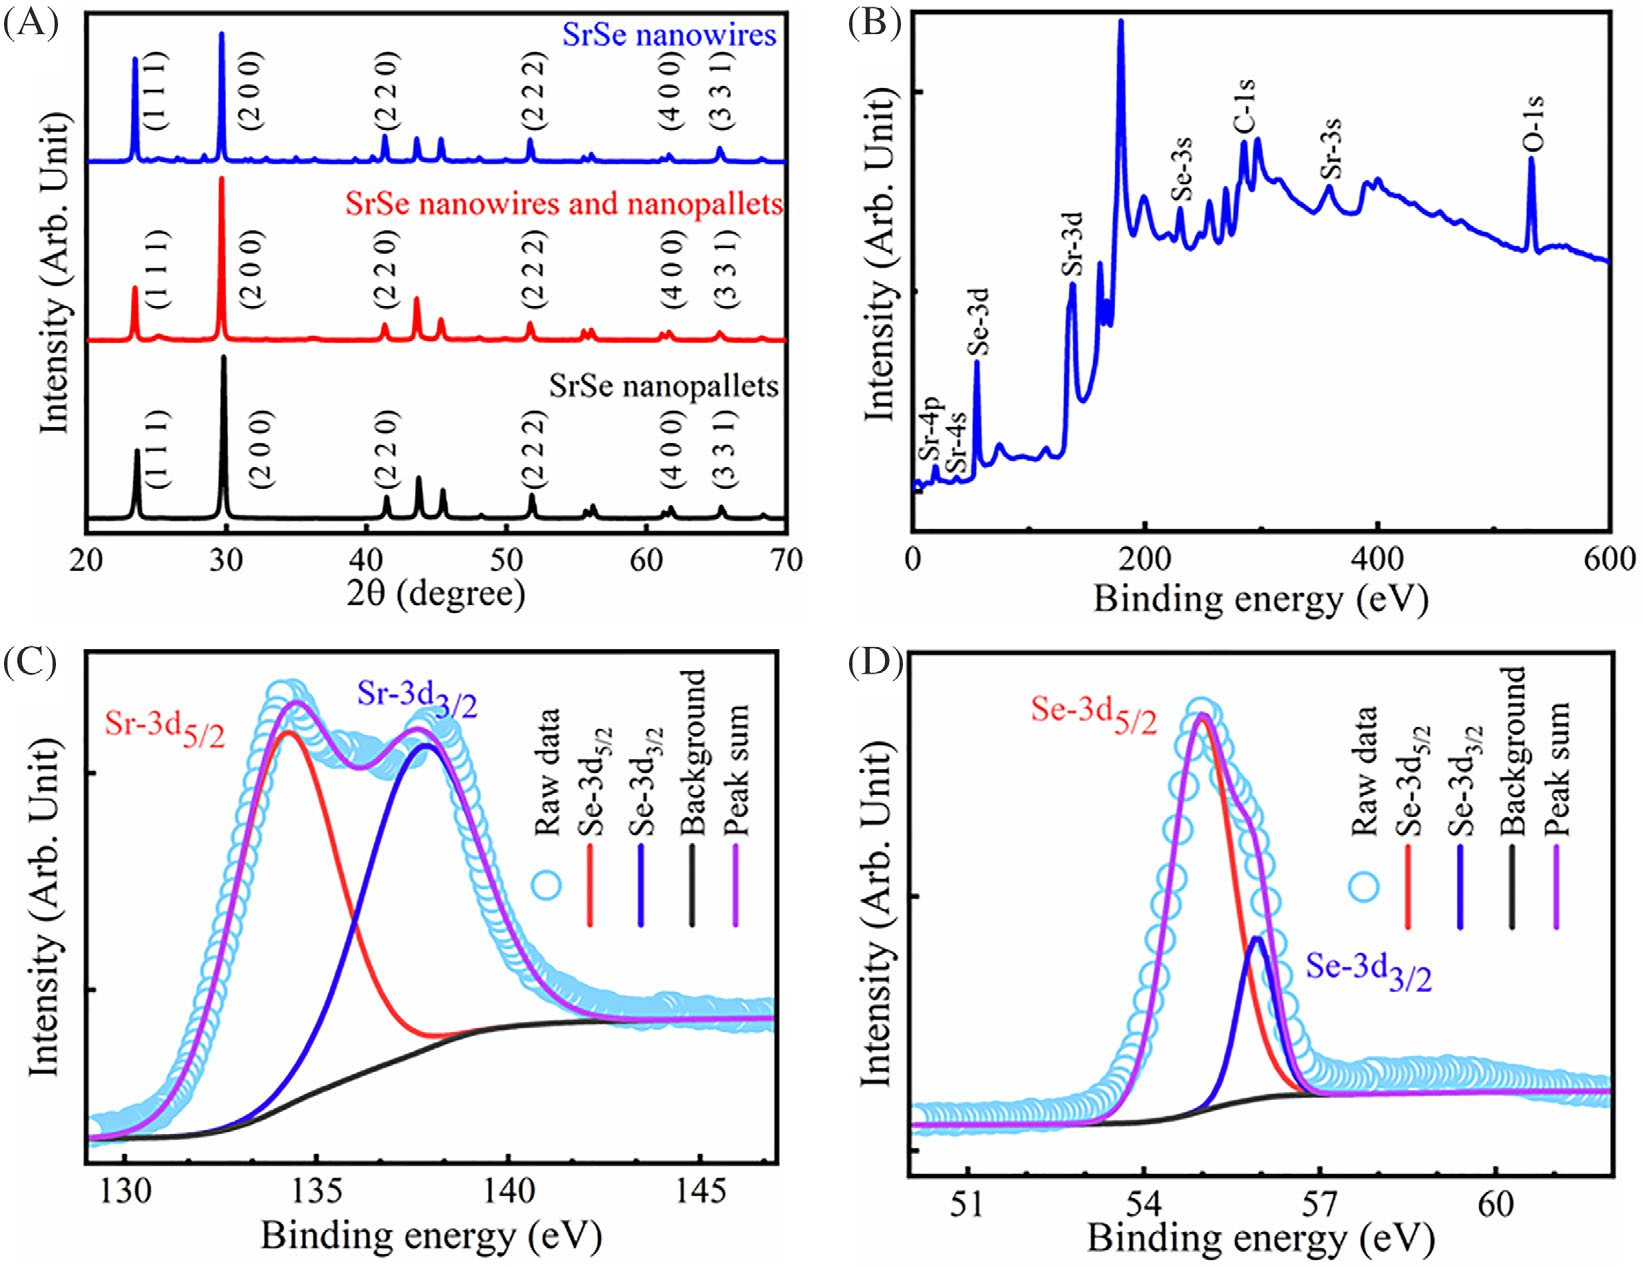 (A)
SrSe nanowires
(1 1 1)
(2 0 0)
(2 2 0)
(2 2 2)
(4 0 0)
(3 3 1)
SrSe nanowires and nanopallets
(1 1 1)
(2 0 0)
(2 2 0)
(2 2 2)
(4 0 0)
(3 3 1)
SrSe nanopallets
(1 1 1)
(2 0 0)
(2 2 0)
(2 2 2)
(4 0 0)
(3 3 1)
Intensity (Arb. Unit)
20 30 40 50 60 70
2θ (degree)
(B)
Sr-4p
Sr-4s
Se-3d
Sr-3d
Se-3s
C-1s
Sr-3s
O-1s
Intensity (Arb. Unit)
0 200 400 600
Binding energy (eV)
(C)
Sr-3d5/2
Sr-3d3/2
Raw data
Se-3d5/2
Se-3d3/2
Background
Peak sum
Intensity (Arb. Unit)
130 135 140 145
Binding energy (eV)
(D)
Se-3d5/2
Se-3d3/2
Raw data
Se-3d5/2
Se-3d3/2
Background
Peak sum
Intensity (Arb. Unit)
51 54 57 60
Binding energy (eV)